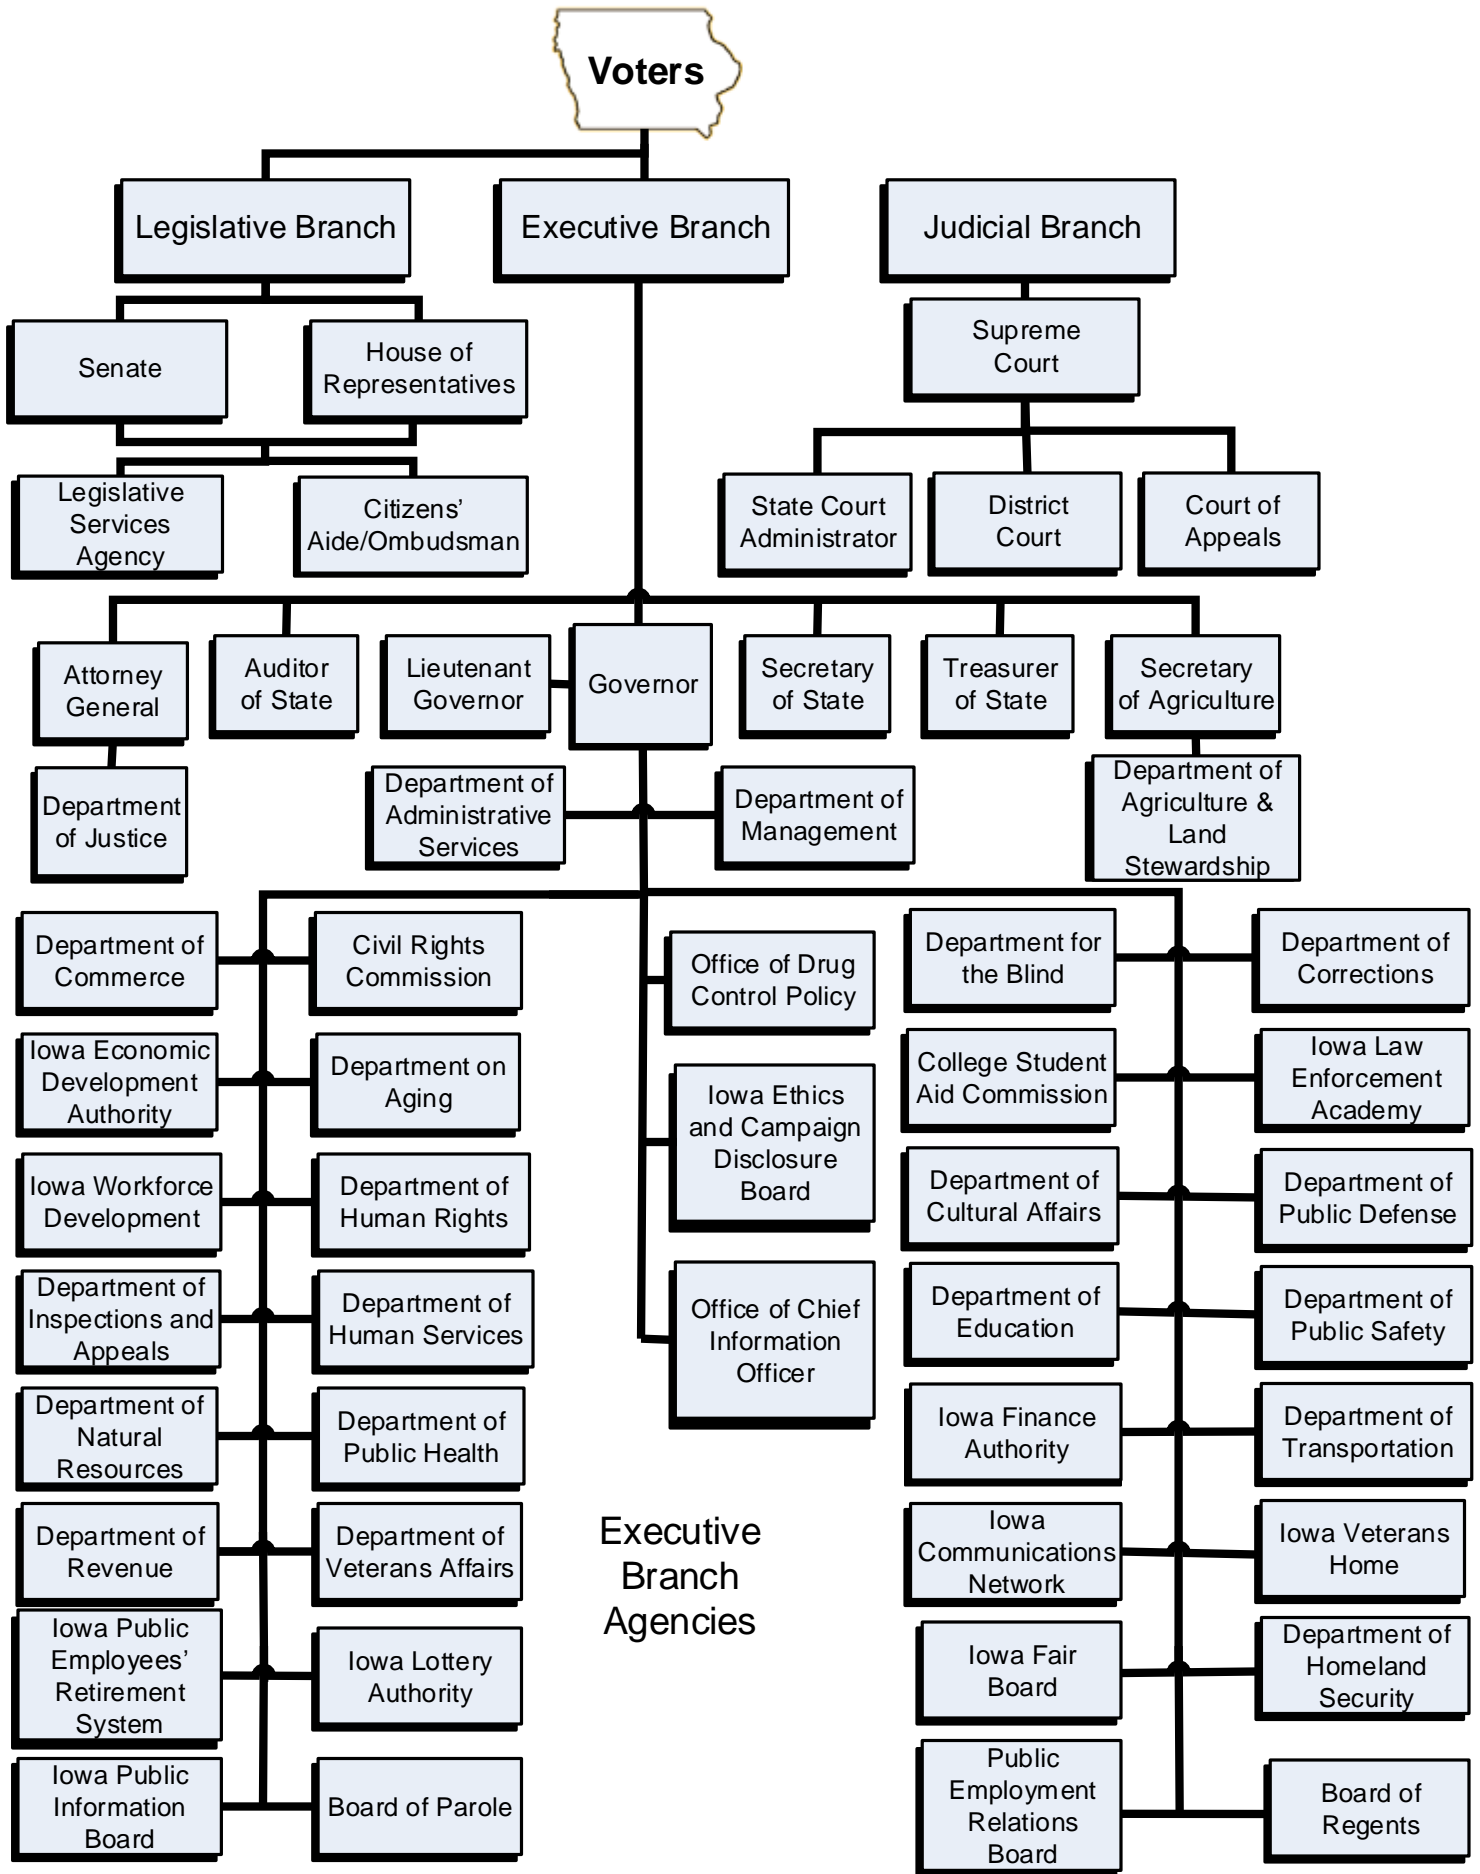 Voters
Legislative Branch
Executive Branch
Judicial Branch
Senate
House of
Representatives
Supreme
Court
Legislative
Services
Agency
Citizens’
Aide/Ombudsman
State Court
Administrator
District
Court
Court of
Appeals
Attorney
General
Auditor
of State
Lieutenant
Governor
Governor
Secretary
of State
Treasurer
of State
Secretary
of Agriculture
Department
of Justice
Department of
Administrative
Services
Department of
Management
Department of
Agriculture &
Land
Stewardship
Department of
Commerce
Civil Rights
Commission
Iowa Economic
Development
Authority
Department on
Aging
Iowa Workforce
Development
Department of
Human Rights
Department of
Inspections and
Appeals
Department of
Human Services
Department of
Natural
Resources
Department of
Public Health
Department of
Revenue
Department of
Veterans Affairs
Iowa Public
Employees’
Retirement
System
Iowa Lottery
Authority
Iowa Public
Information
Board
Board of Parole
Office of Drug
Control Policy
Iowa Ethics
and Campaign
Disclosure
Board
Office of Chief
Information
Officer
Executive
Branch
Agencies
Department for
the Blind
Department of
Corrections
College Student
Aid Commission
Iowa Law
Enforcement
Academy
Department of
Cultural Affairs
Department of
Public Defense
Department of
Education
Department of
Public Safety
Iowa Finance
Authority
Department of
Transportation
Iowa
Communications
Network
Iowa Veterans
Home
Iowa Fair
Board
Department of
Homeland
Security
Public
Employment
Relations
Board
Board of
Regents